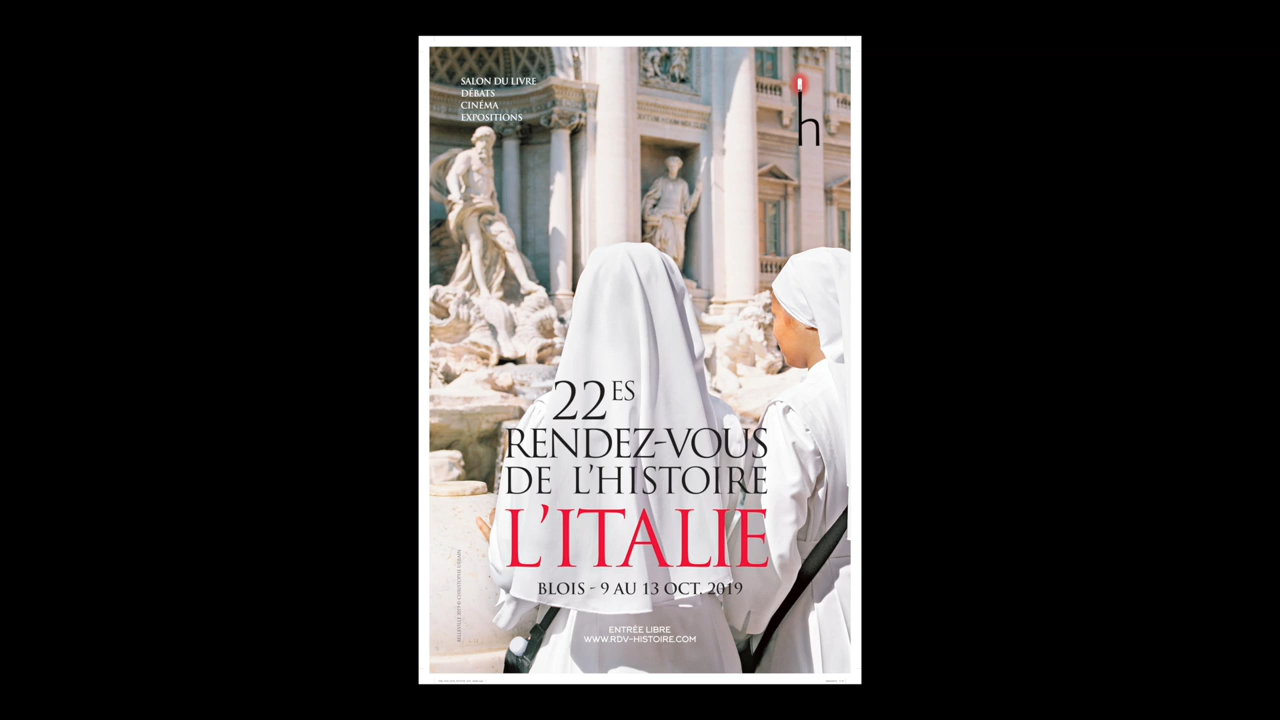 SALON DU LIVRE
DÉBATS
CINÉMA
EXPOSITIONS
h
22ES
RENDEZ-VOUS
DE L'HISTOIRE
L'ITALIE
BLOIS - 9 AU 13 OCT. 2019
ENTRÉE LIBRE
WWW.RDV-HISTOIRE.COM